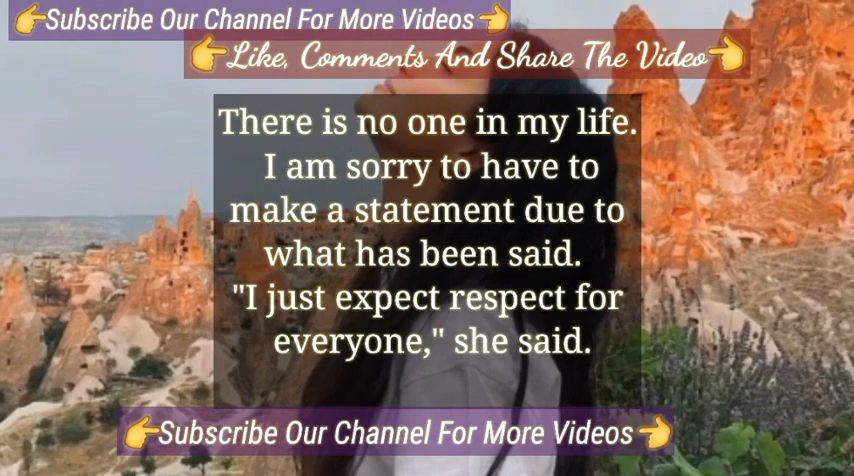 👉Subscribe Our Channel For More Videos👈
👉Like, Comments And Share The Video👈
There is no one in my life.
I am sorry to have to
make a statement due to
what has been said.
"I just expect respect for
everyone," she said.
👉Subscribe Our Channel For More Videos👈